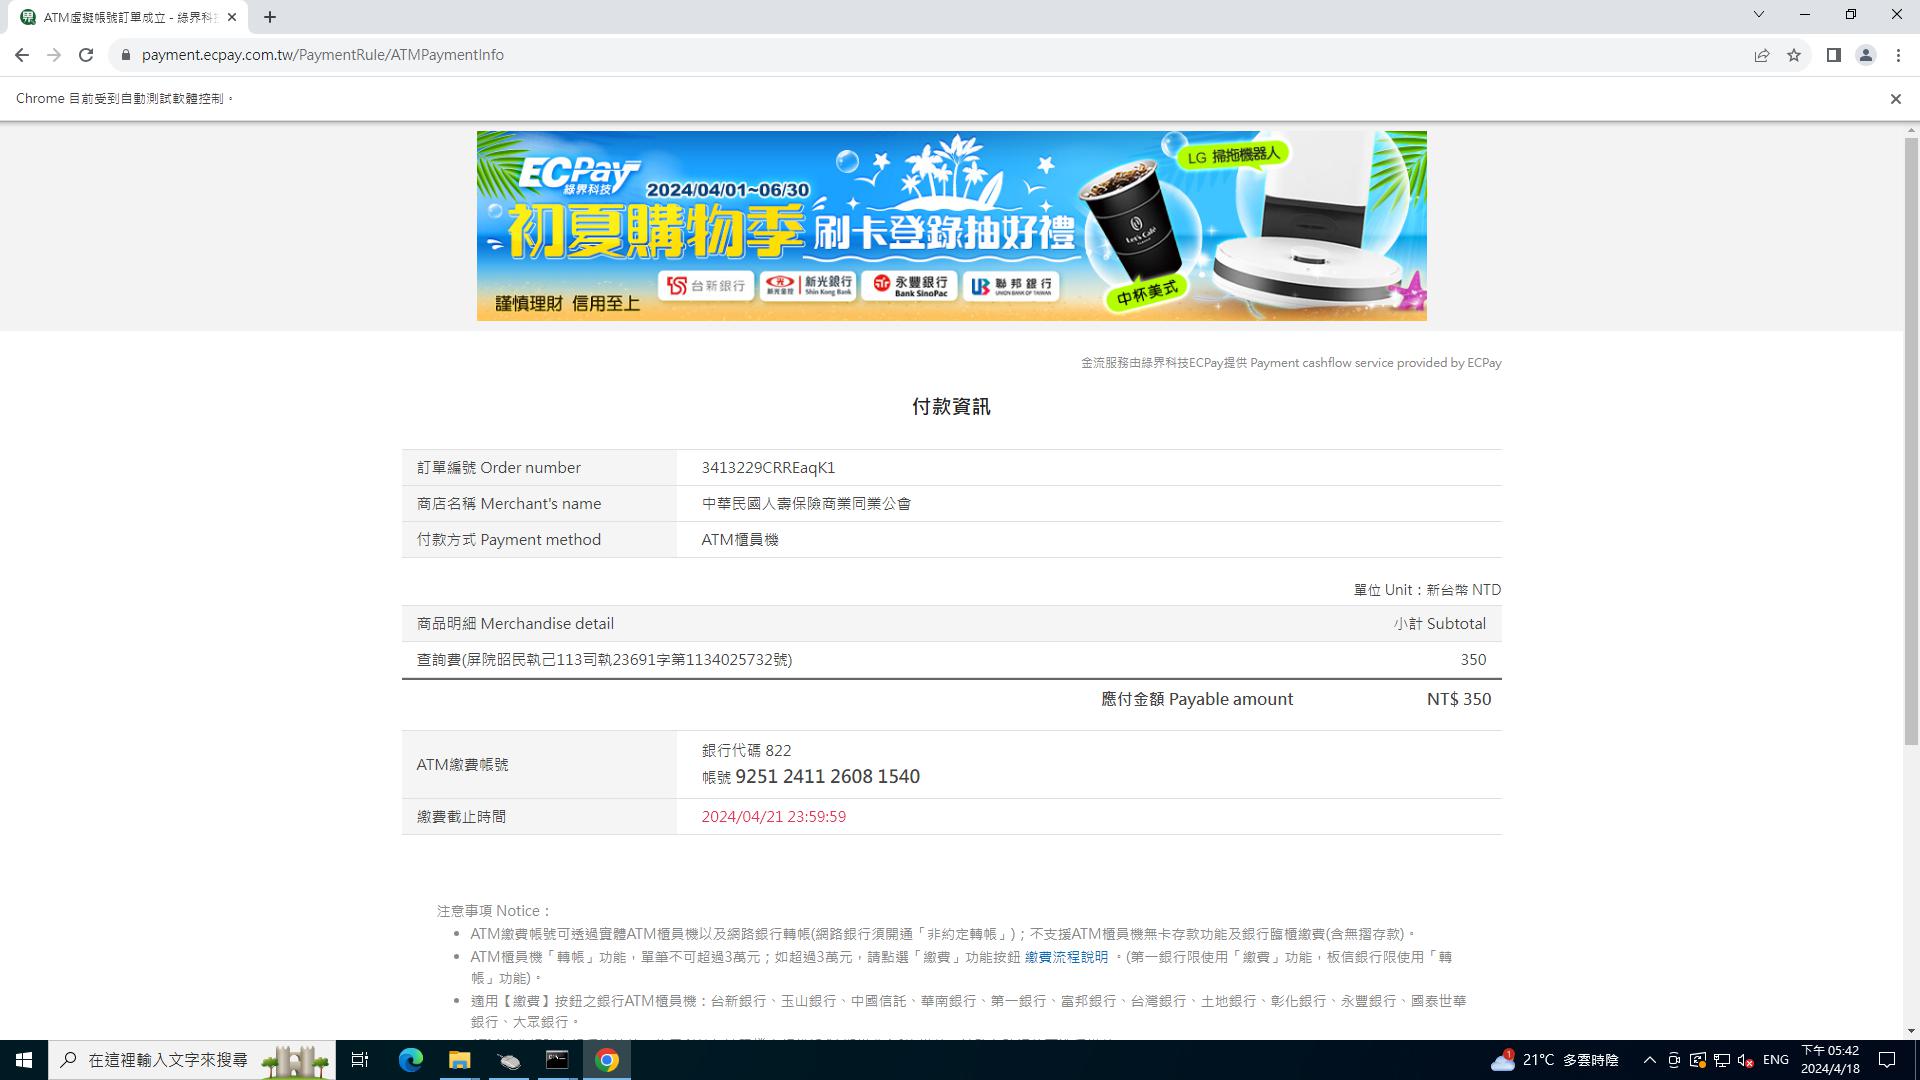 ATM虛擬帳號訂單成立 - 綠界科
payment.ecpay.com.tw/PaymentRule/ATMPaymentInfo
Chrome 目前受到自動測試軟體控制。
ECPay
綠界科技
2024/04/01~06/30
初夏購物季 刷卡登錄抽好禮
LG 掃拖機器人
Let's Café
中杯美式
台新銀行
新光金控 新光銀行 Shin Kong Bank
永豐銀行 Bank SinoPac
聯邦銀行 UNION BANK OF TAIWAN
謹慎理財 信用至上
金流服務由綠界科技ECPay提供 Payment cashflow service provided by ECPay
付款資訊
訂單編號 Order number 3413229CRREaqK1
商店名稱 Merchant's name 中華民國人壽保險商業同業公會
付款方式 Payment method ATM櫃員機
單位 Unit：新台幣 NTD
商品明細 Merchandise detail 小計 Subtotal
查詢費(屏院昭民執己113司執23691字第1134025732號) 350
應付金額 Payable amount NT$ 350
ATM繳費帳號
銀行代碼 822
帳號 9251 2411 2608 1540
繳費截止時間 2024/04/21 23:59:59
注意事項 Notice：
ATM繳費帳號可透過實體ATM櫃員機以及網路銀行轉帳(網路銀行須開通「非約定轉帳」)；不支援ATM櫃員機無卡存款功能及銀行臨櫃繳費(含無摺存款)。
ATM櫃員機「轉帳」功能，單筆不可超過3萬元；如超過3萬元，請點選「繳費」功能按鈕 繳費流程說明 。(第一銀行限使用「繳費」功能，板信銀行限使用「轉
帳」功能)。
適用【繳費】按鈕之銀行ATM櫃員機：台新銀行、玉山銀行、中國信託、華南銀行、第一銀行、富邦銀行、台灣銀行、土地銀行、彰化銀行、永豐銀行、國泰世華
銀行、大眾銀行。
在這裡輸入文字來搜尋
1
21°C 多雲時陰
ENG
下午 05:42
2024/4/18